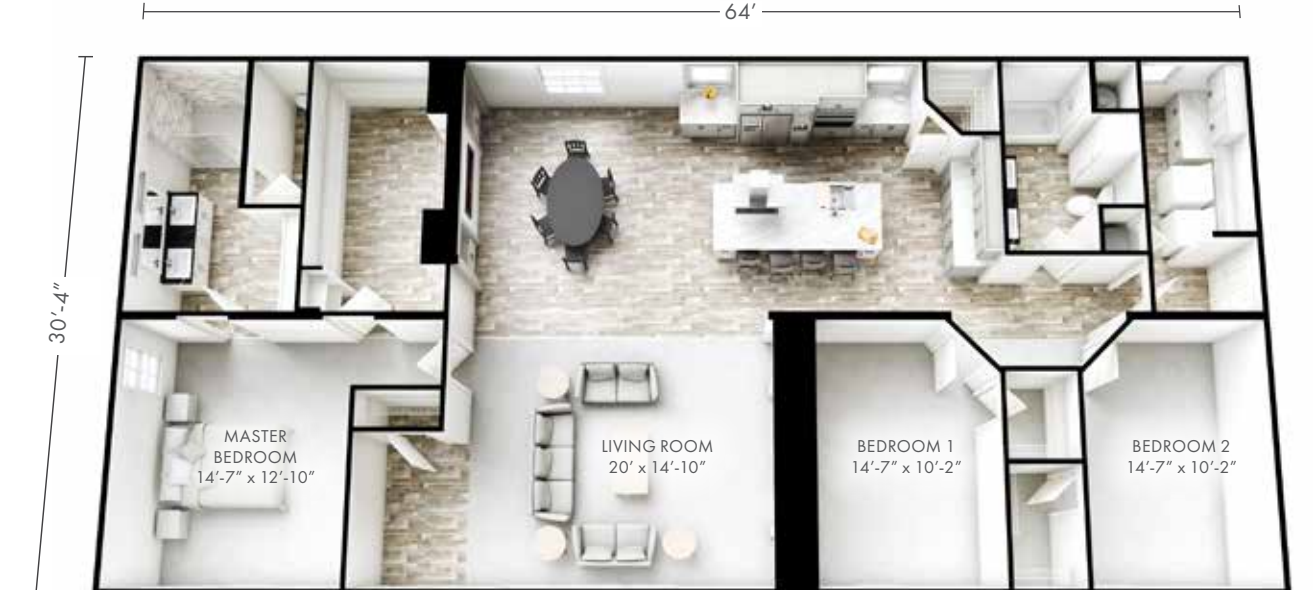 64’
30’-4”
MASTER
BEDROOM
14’-7” x 12’-10”
LIVING ROOM
20’ x 14’-10”
BEDROOM 1
14’-7” x 10’-2”
BEDROOM 2
14’-7” x 10’-2”